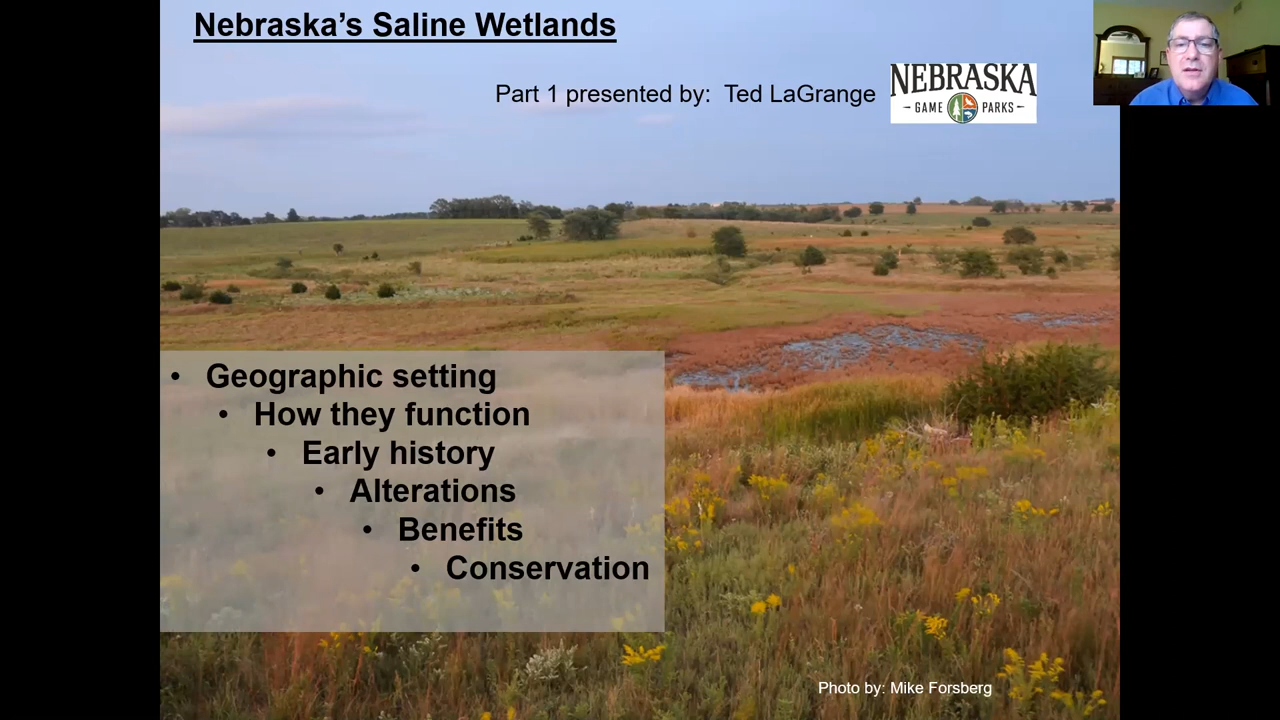 Nebraska's Saline Wetlands
Part 1 presented by: Ted LaGrange
NEBRASKA
- GAME PARKS -
• Geographic setting
• How they function
• Early history
• Alterations
• Benefits
• Conservation
Photo by: Mike Forsberg